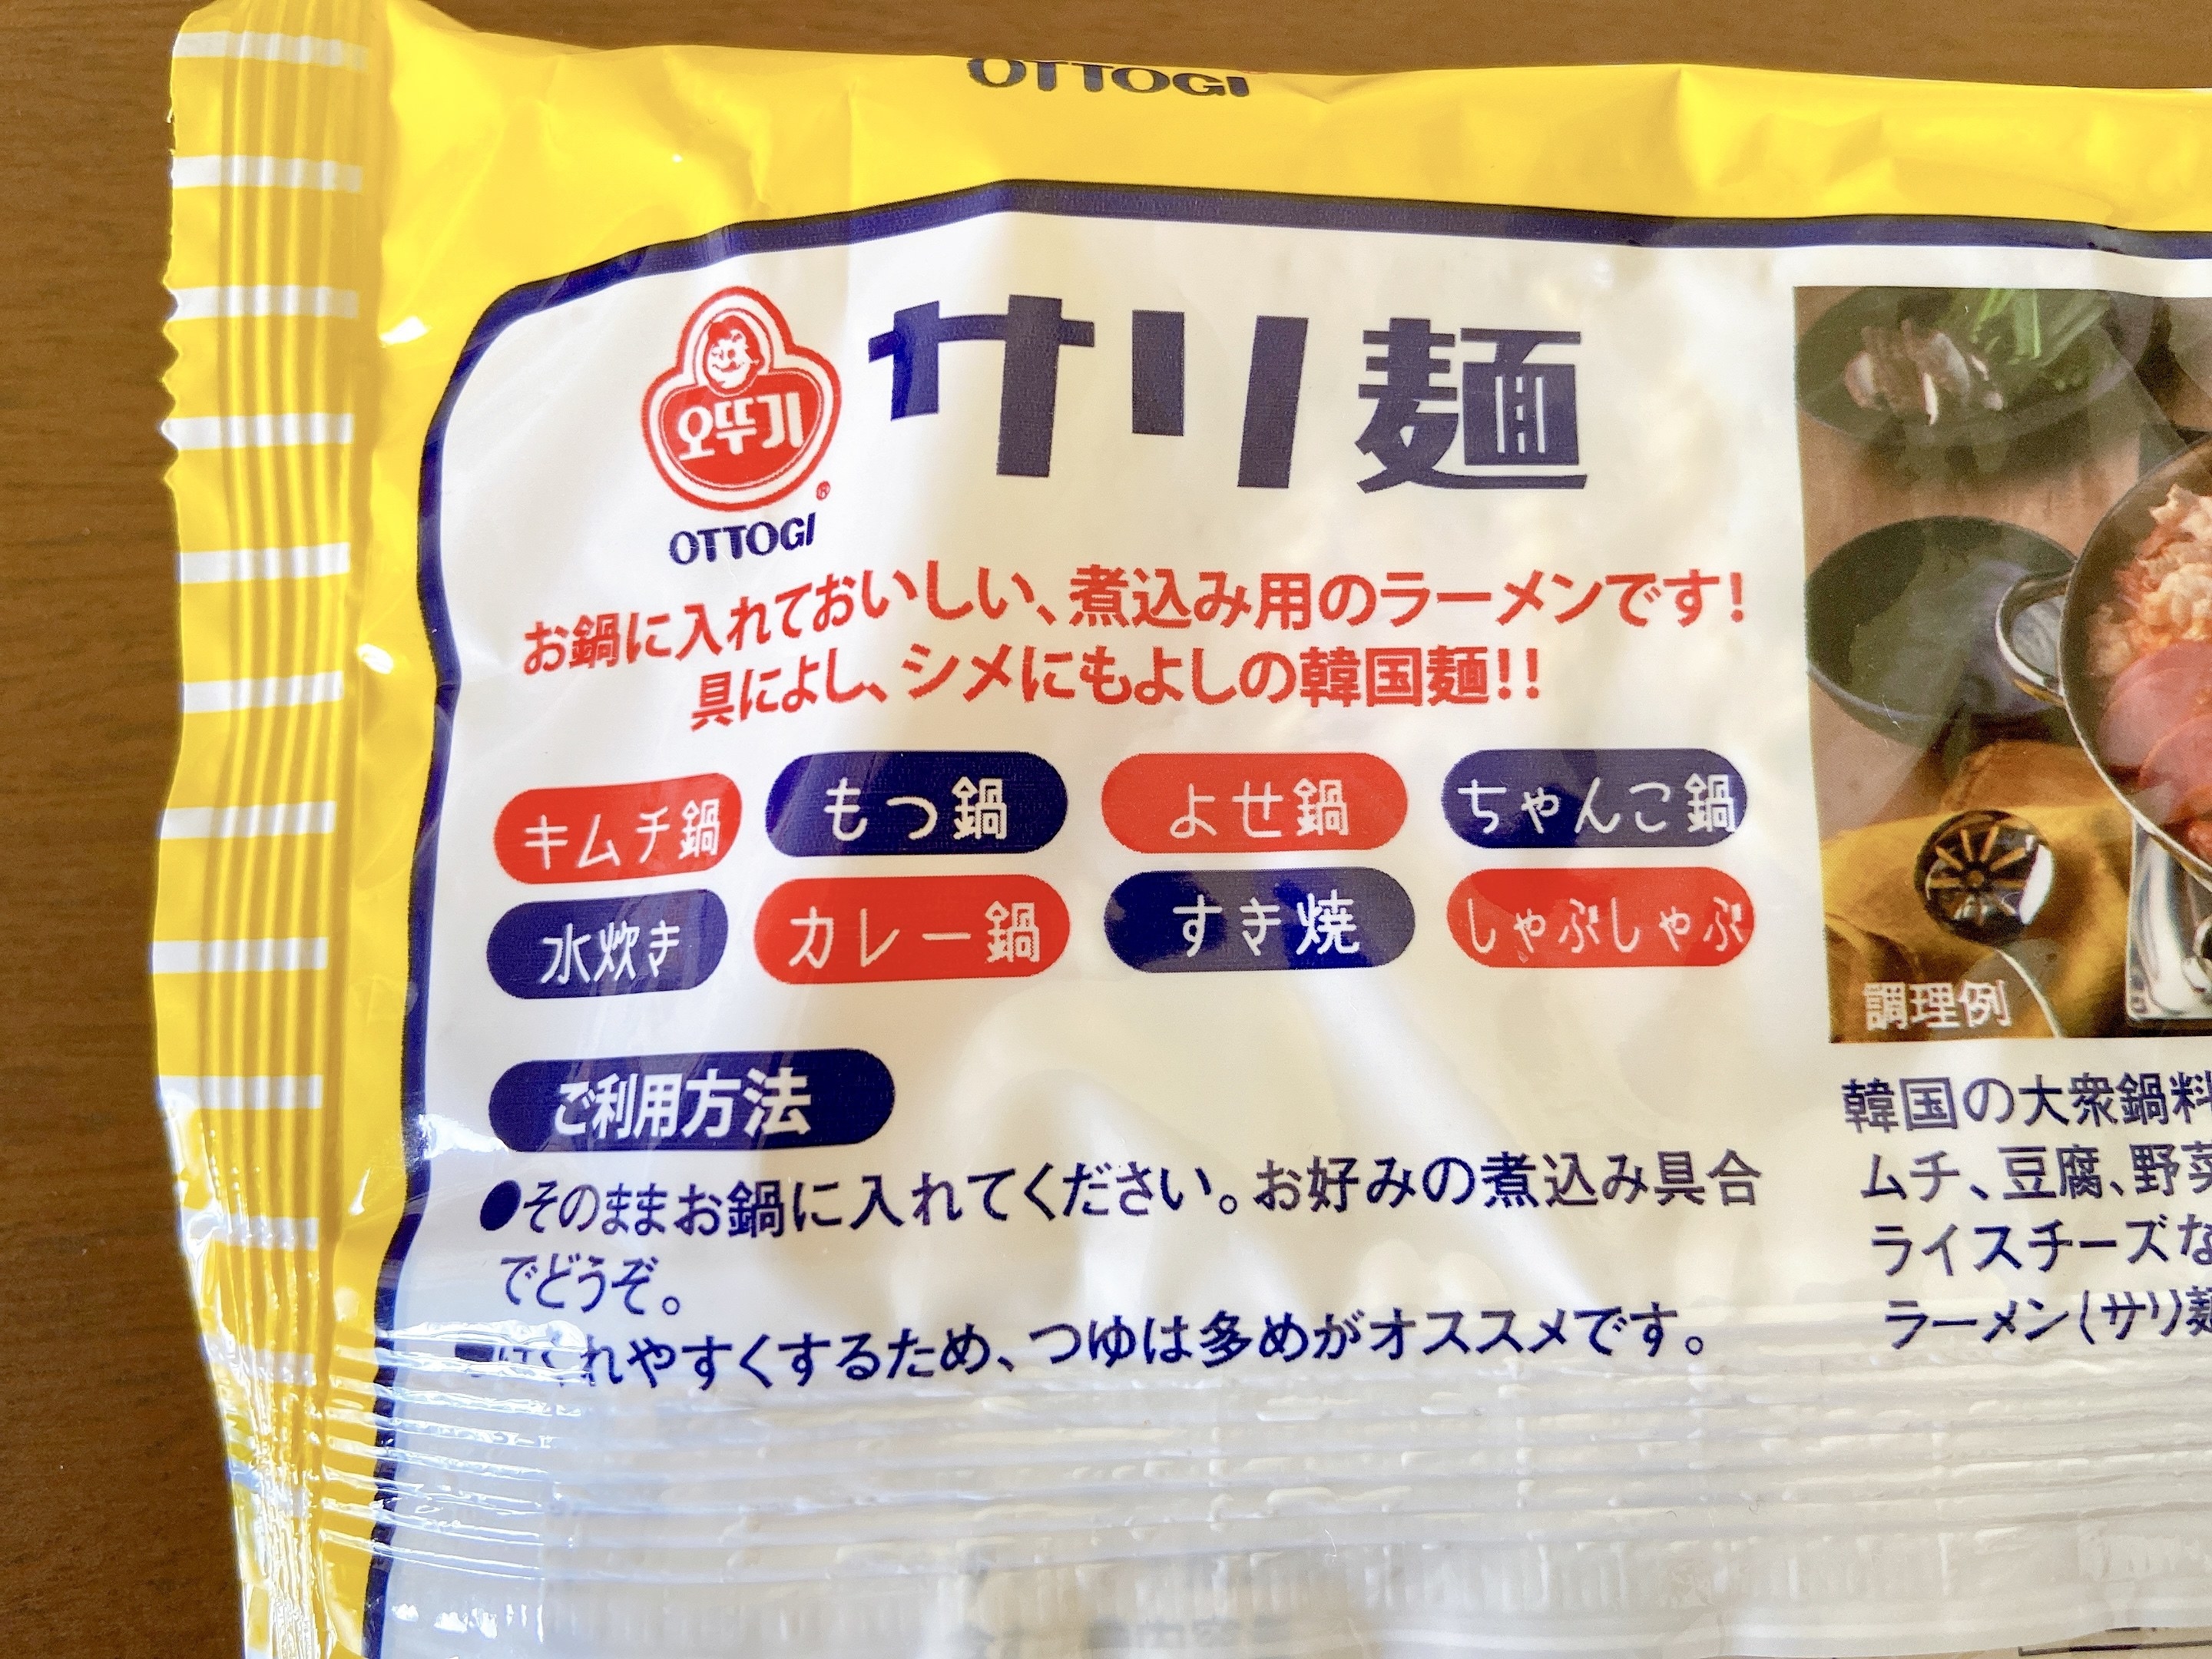 OTTOGI
오뚜기
®
OTTOGI
サリ麺
お鍋に入れておいしい、煮込み用のラーメンです!
具によし、シメにもよしの韓国麺!!
キムチ鍋 もつ鍋 よせ鍋 ちゃんこ鍋
水炊き カレー鍋 すき焼 しゃぶしゃぶ
ご利用方法
●そのままお鍋に入れてください。お好みの煮込み具合
でどうぞ。
ほぐれやすくするため、つゆは多めがオススメです。
調理例
韓国の大衆鍋料
ムチ、豆腐、野菜
ライスチーズな
ラーメン(サリ麺